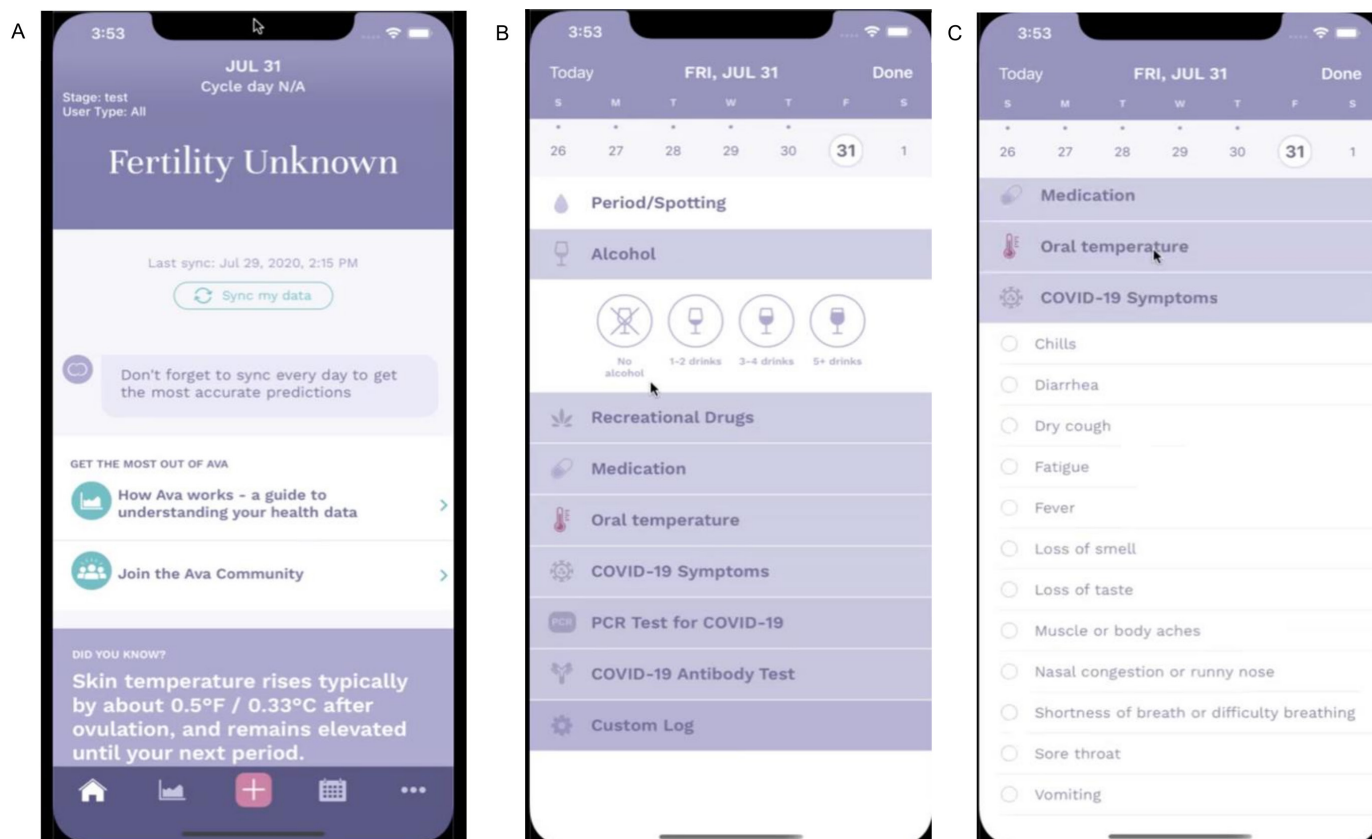 A
3:53
JUL 31
Cycle day N/A
Stage: test
User Type: All
Fertility Unknown
Last sync: Jul 29, 2020, 2:15 PM
Sync my data
Don't forget to sync every day to get
the most accurate predictions
GET THE MOST OUT OF AVA
How Ava works - a guide to
understanding your health data
Join the Ava Community
DID YOU KNOW?
Skin temperature rises typically
by about 0.5°F / 0.33°C after
ovulation, and remains elevated
until your next period.
B
3:53
Today FRI, JUL 31 Done
S M T W T F S
26 27 28 29 30 31 1
Period/Spotting
Alcohol
No
alcohol
1-2 drinks
3-4 drinks
5+ drinks
Recreational Drugs
Medication
Oral temperature
COVID-19 Symptoms
PCR PCR Test for COVID-19
COVID-19 Antibody Test
Custom Log
C
3:53
Today FRI, JUL 31 Done
S M T W T F S
26 27 28 29 30 31 1
Medication
Oral temperature
COVID-19 Symptoms
Chills
Diarrhea
Dry cough
Fatigue
Fever
Loss of smell
Loss of taste
Muscle or body aches
Nasal congestion or runny nose
Shortness of breath or difficulty breathing
Sore throat
Vomiting